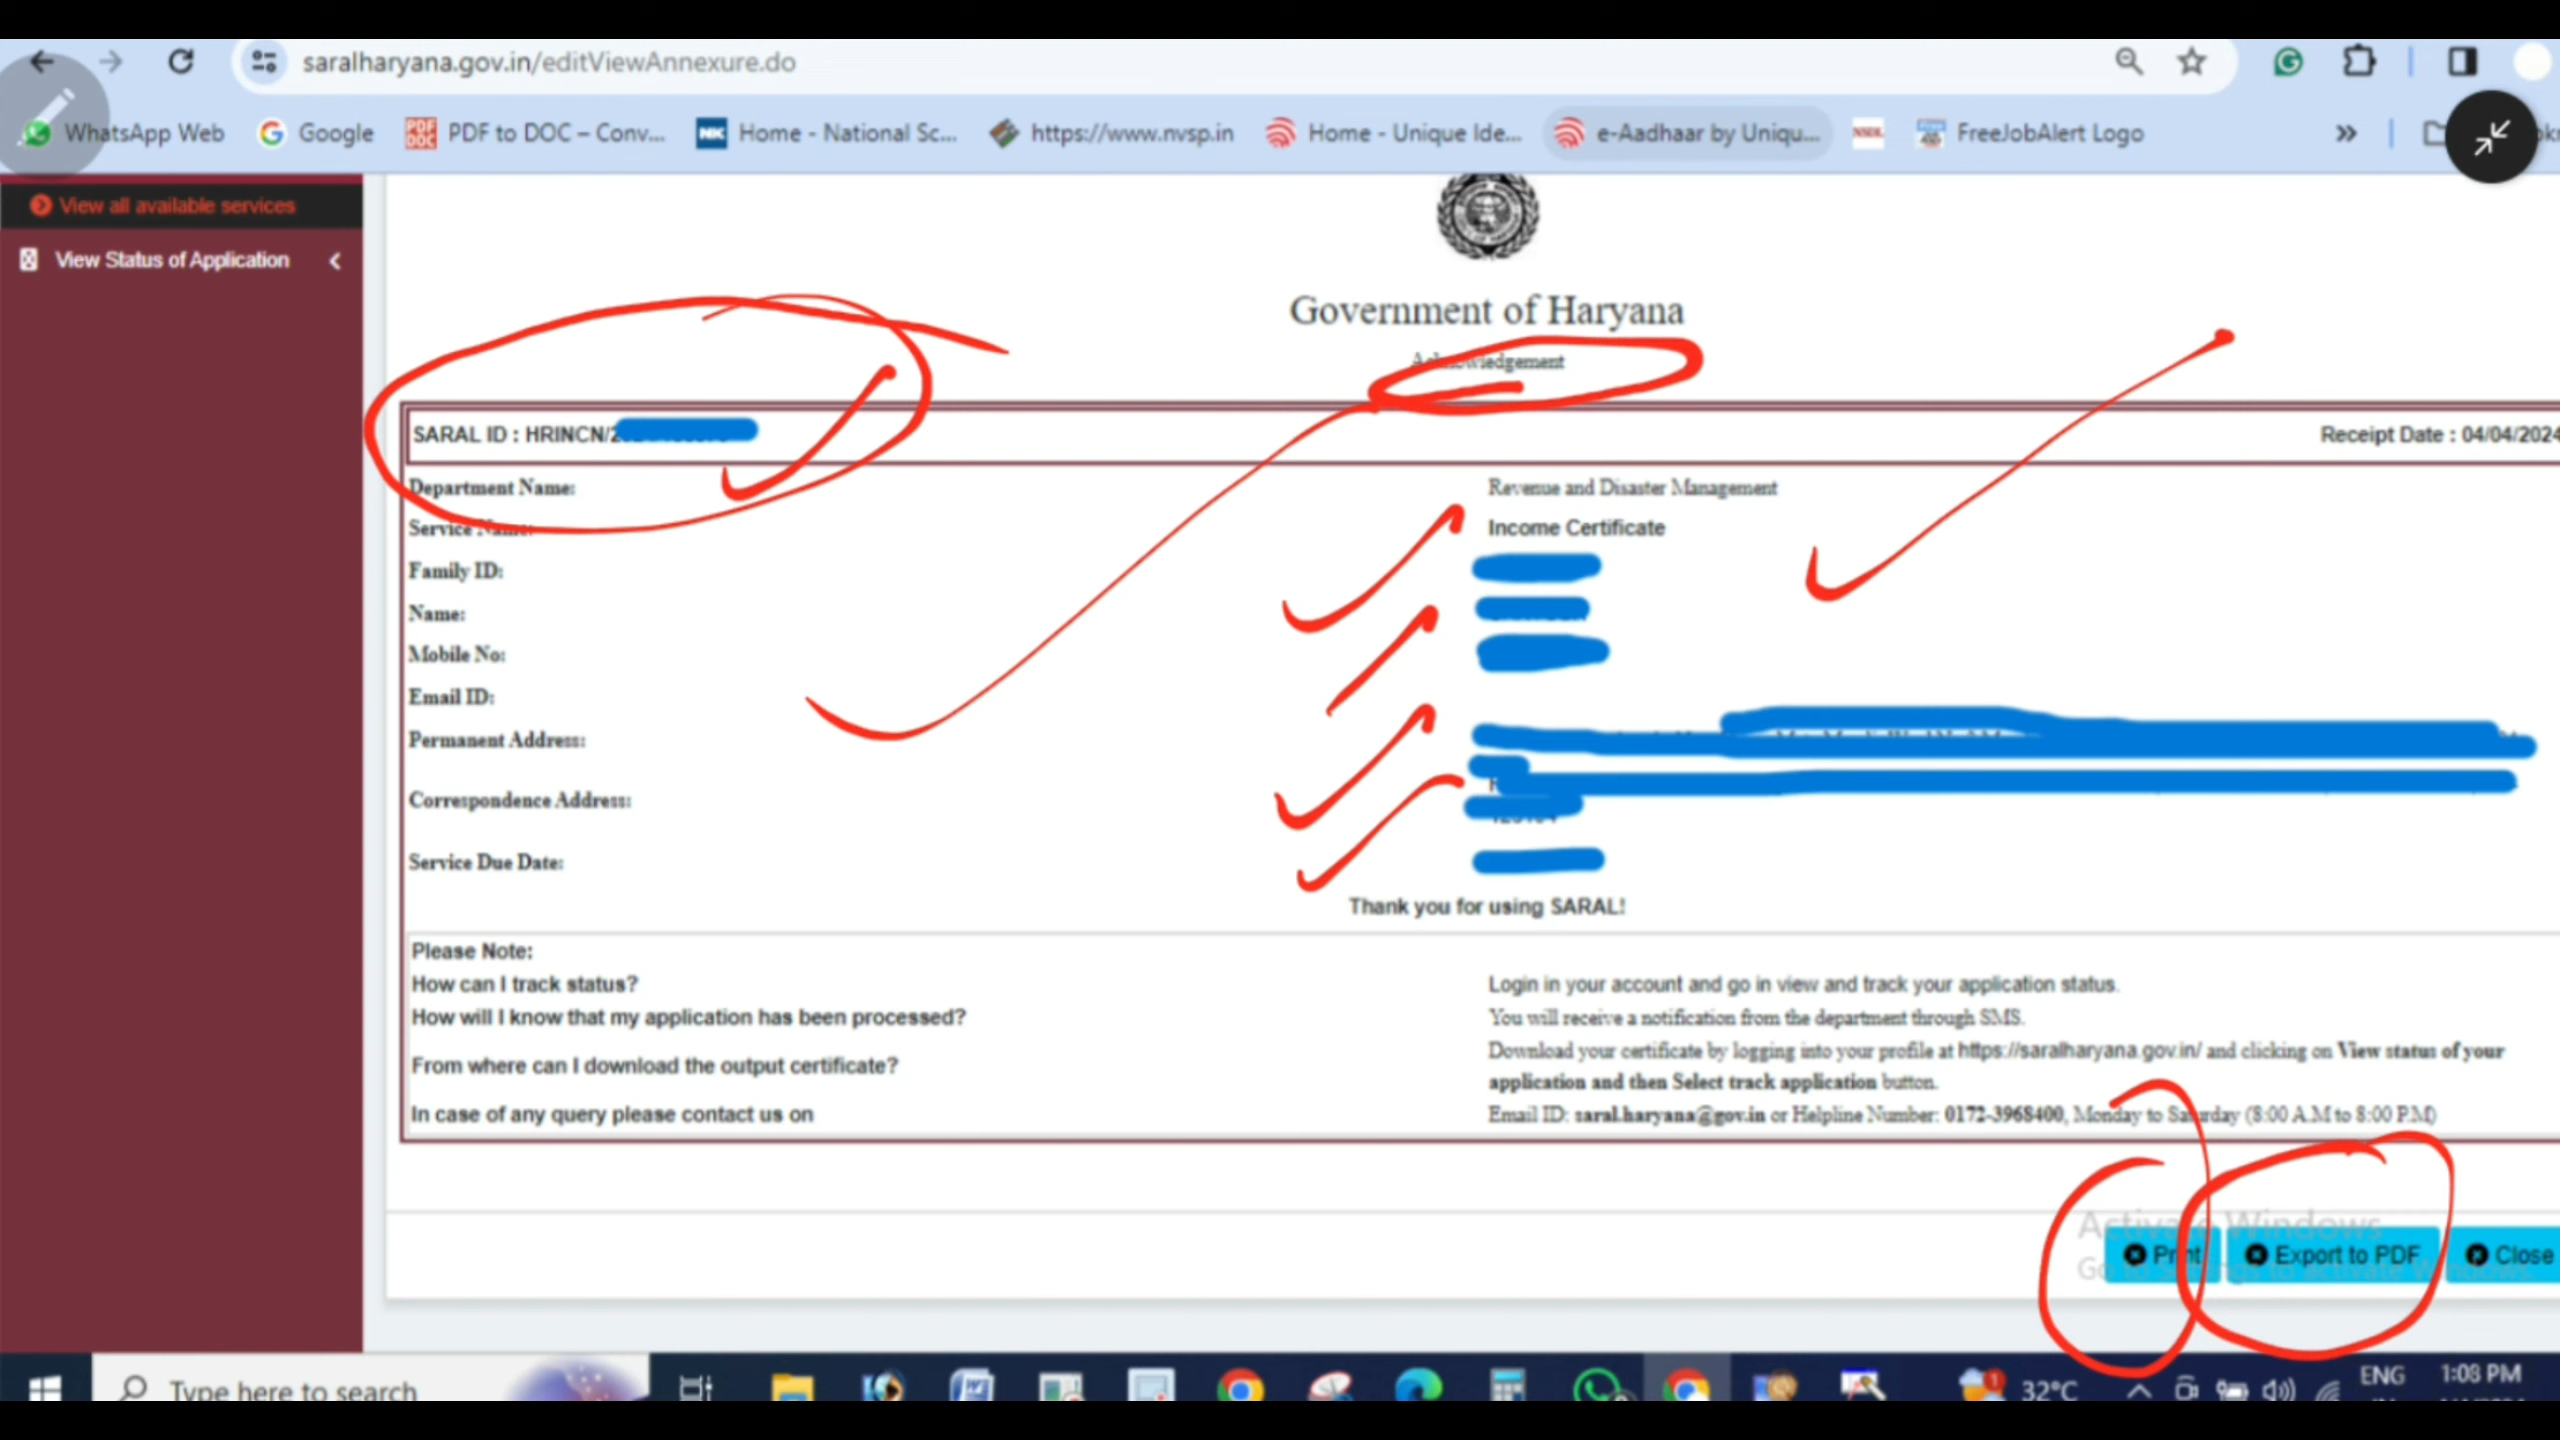 saralharyana.gov.in/editViewAnnexure.do
WhatsApp Web Google PDF to DOC – Conv... Home - National Sc... https://www.nvsp.in Home - Unique Ide... e-Aadhaar by Uniqu... NSDL FreeJobAlert Logo »
View all available services
View Status of Application
Government of Haryana
Acknowledgement
SARAL ID : HRINCN/2 Receipt Date : 04/04/2024
Department Name: Revenue and Disaster Management
Service Name: Income Certificate
Family ID:
Name:
Mobile No:
Email ID:
Permanent Address:
Correspondence Address:
Service Due Date:
Thank you for using SARAL!
Please Note:
How can I track status? Login in your account and go in view and track your application status.
How will I know that my application has been processed? You will receive a notification from the department through SMS.
From where can I download the output certificate? Download your certificate by logging into your profile at https://saralharyana.gov.in/ and clicking on View status of your
application and then Select track application button.
In case of any query please contact us on Email ID: saral.haryana@gov.in or Helpline Number: 0172-3968400, Monday to Saturday (8:00 A.M to 8:00 P.M)
Activate Windows
Print Export to PDF Close
Type here to search 32°C ENG 1:08 PM